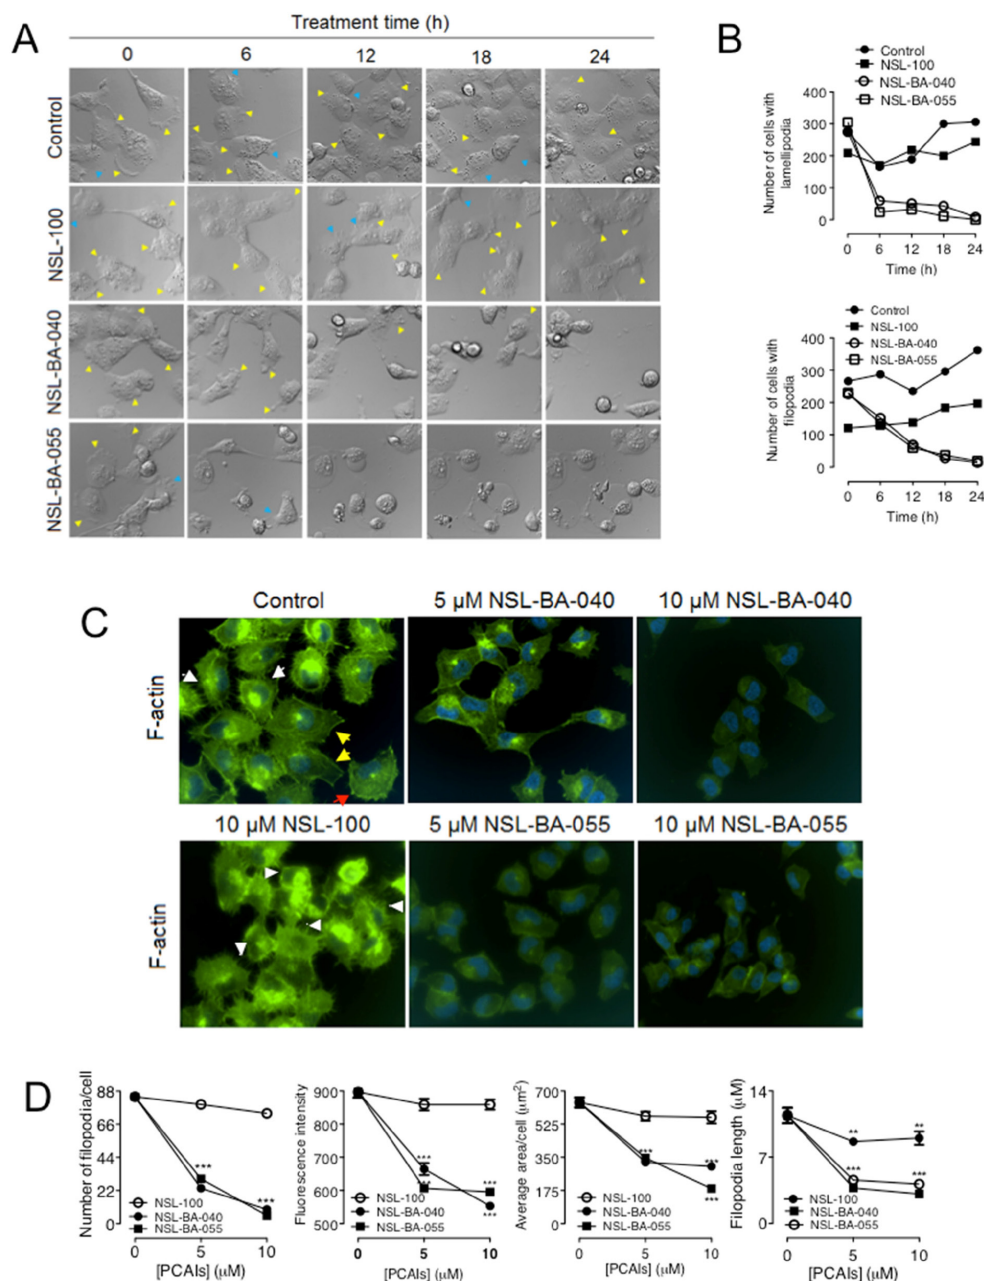 A
Treatment time (h)
0 6 12 18 24
Control
NSL-100
NSL-BA-040
NSL-BA-055
B
Control
NSL-100
NSL-BA-040
NSL-BA-055
Number of cells with
lamellipodia
400
300
200
100
0
0 6 12 18 24
Time (h)
Control
NSL-100
NSL-BA-040
NSL-BA-055
Number of cells with
filopodia
400
300
200
100
0
0 6 12 18 24
Time (h)
C
Control 5 µM NSL-BA-040 10 µM NSL-BA-040
F-actin
10 µM NSL-100 5 µM NSL-BA-055 10 µM NSL-BA-055
F-actin
D
Number of filopodia/cell
88
66
44
22
0
***
***
NSL-100
NSL-BA-040
NSL-BA-055
0 5 10
[PCAIs] (µM)
Fluorescence intensity
900
800
700
600
500
***
***
***
***
NSL-100
NSL-BA-040
NSL-BA-055
0 5 10
[PCAIs] (µM)
Average area/cell (µm²)
700
525
350
175
0
***
***
***
NSL-100
NSL-BA-040
NSL-BA-055
0 5 10
[PCAIs] (µM)
Filopodia length (µM)
14
7
0
**
**
***
***
NSL-100
NSL-BA-040
NSL-BA-055
0 5 10
[PCAIs] (µM)